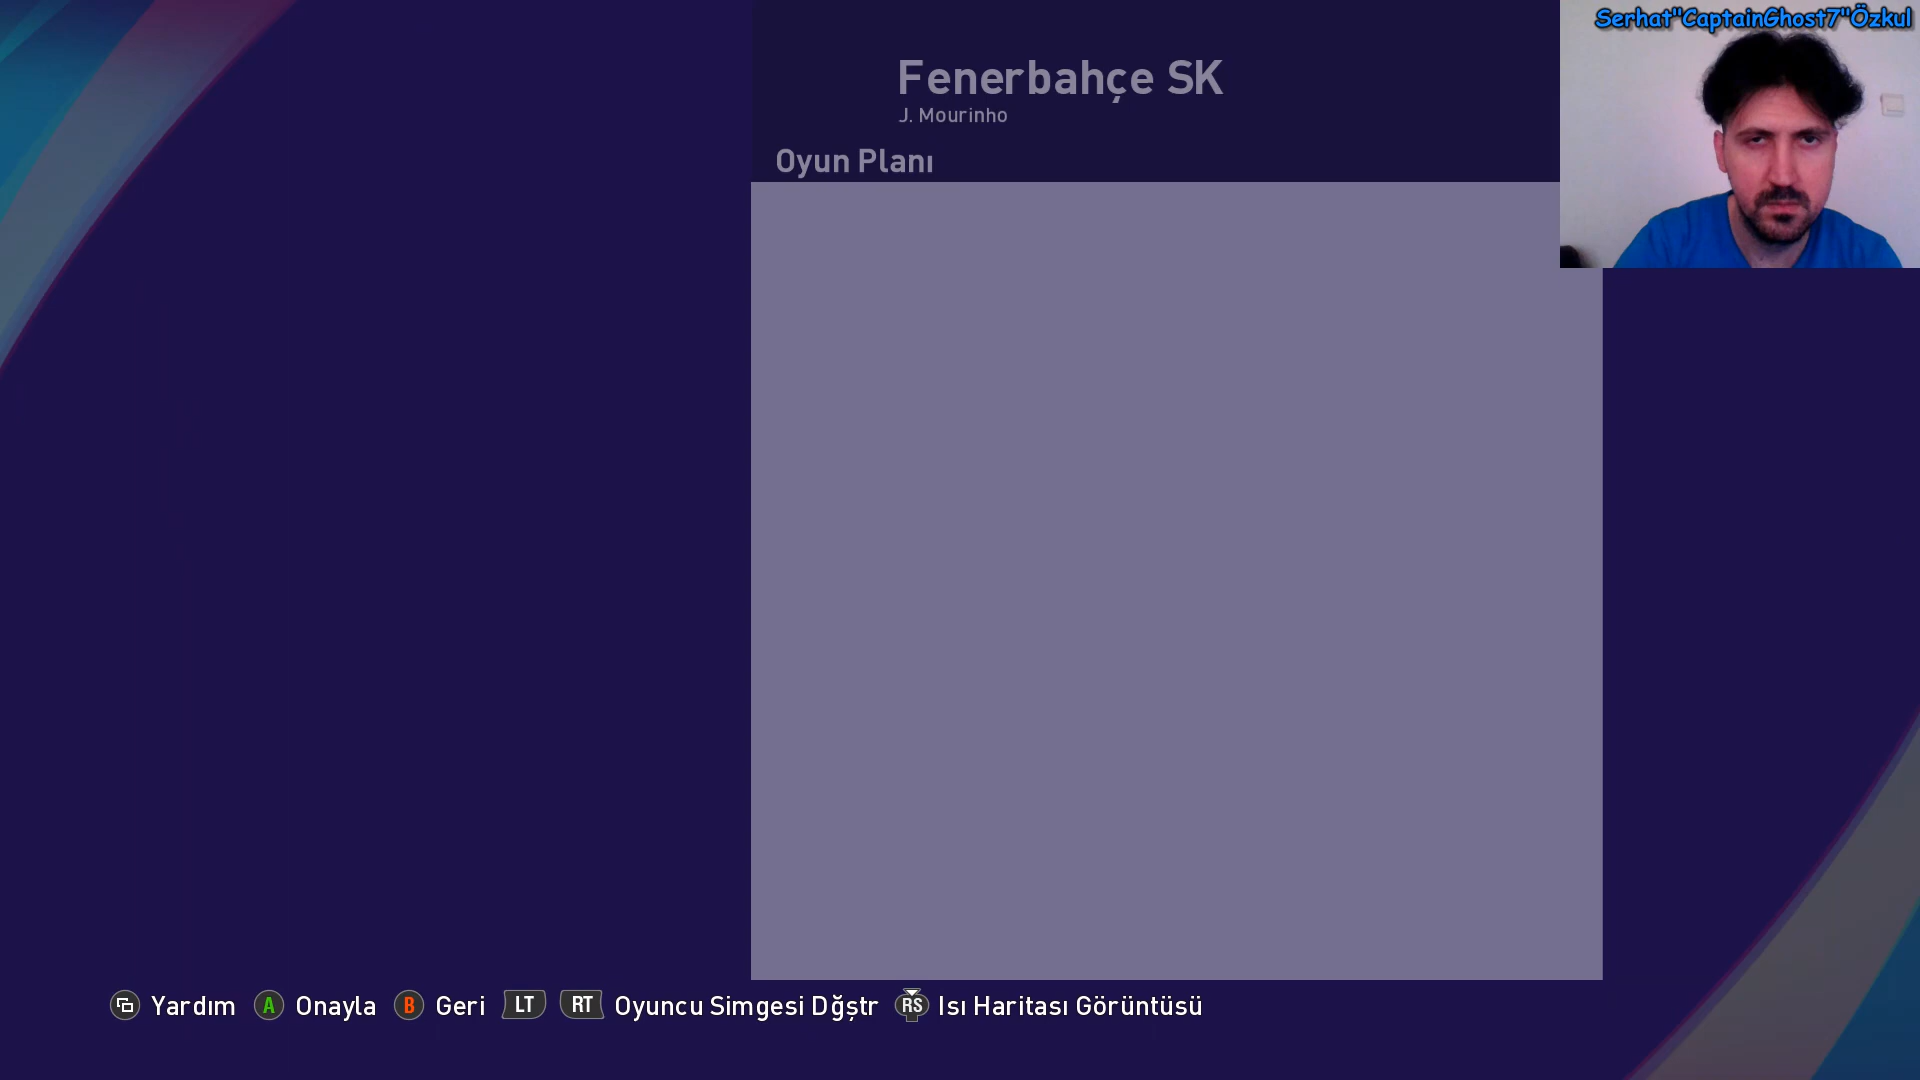 Serhat"CaptainGhost7"Özkul
Fenerbahçe SK
J. Mourinho
Oyun Planı
Yardım A Onayla B Geri LT RT Oyuncu Simgesi Dğştr RS Isı Haritası Görüntüsü